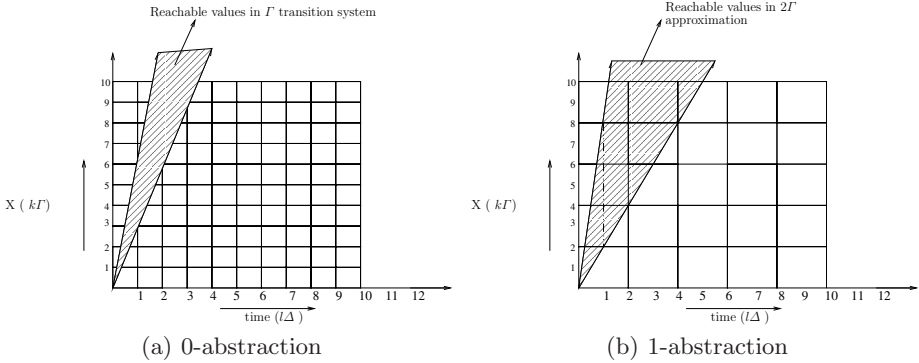 Reachable values in Γ transition system
10
9
8
7
6
5
4
3
2
1
X ( kΓ)
1 2 3 4 5 6 7 8 9 10 11 12
time (lΔ )
(a) 0-abstraction
Reachable values in 2Γ
approximation
10
9
8
7
6
5
4
3
2
1
X ( kΓ)
1 2 3 4 5 6 7 8 9 10 11 12
time (lΔ )
(b) 1-abstraction